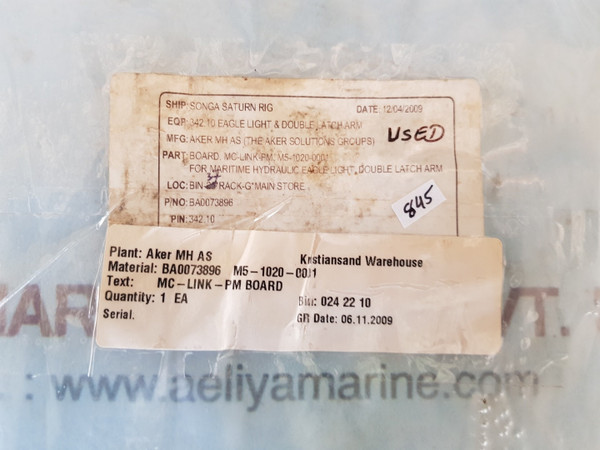 SHIP: SONGA SATURN RIG DATE: 12/04/2009
EQP: 342.10 EAGLE LIGHT & DOUBLE LATCH ARM
MFG: AKER MH AS (THE AKER SOLUTIONS GROUPS)
USED
PART: BOARD, MC-LINK-PM, M5-1020-0001
FOR MARITIME HYDRAULIC EAGLE LIGHT, DOUBLE LATCH ARM
LOC: BIN- RACK-G*MAIN STORE
845
P/NO: BA0073896
PIN: 342.10
Plant: Aker MH AS Kristiansand Warehouse
Material: BA0073896 M5-1020-0001
Text: MC-LINK-PM BOARD
Quantity: 1 EA Bin: 024 22 10
Serial. GR Date: 06.11.2009
VT.
: www.aeliyamarine.com